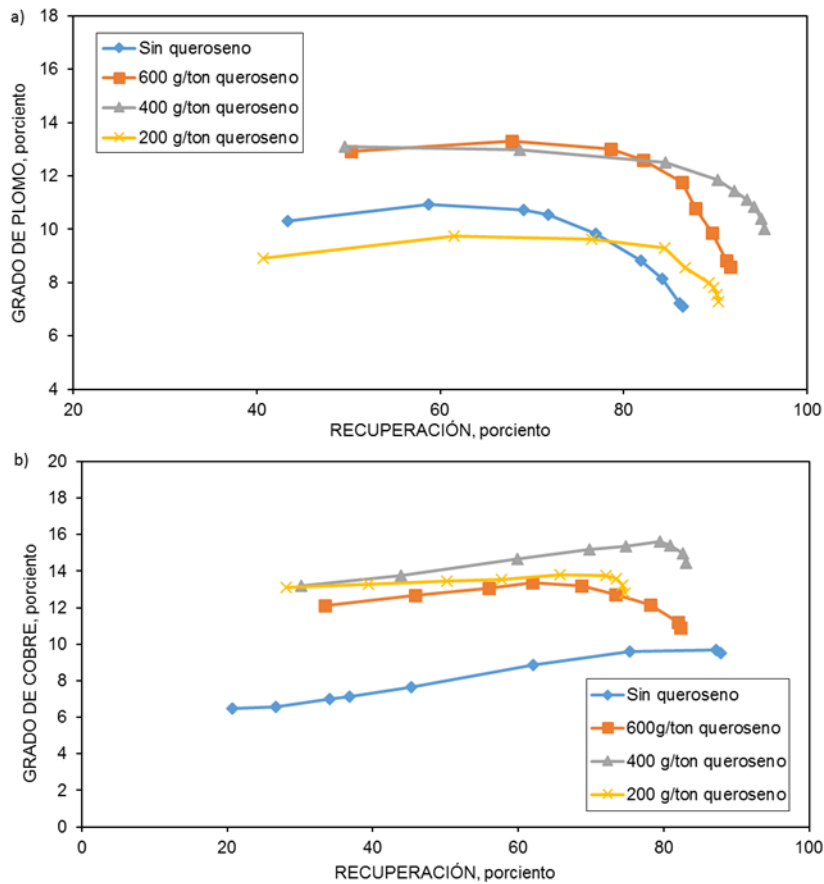 a)
18
16
14
12
10
8
6
4
GRADO DE PLOMO, porciento
Sin queroseno
600 g/ton queroseno
400 g/ton queroseno
200 g/ton queroseno
20
40
60
80
100
RECUPERACIÓN, porciento
b)
20
18
16
14
12
10
8
6
4
2
0
GRADO DE COBRE, porciento
Sin queroseno
600g/ton queroseno
400 g/ton queroseno
200 g/ton queroseno
0
20
40
60
80
100
RECUPERACIÓN, porciento